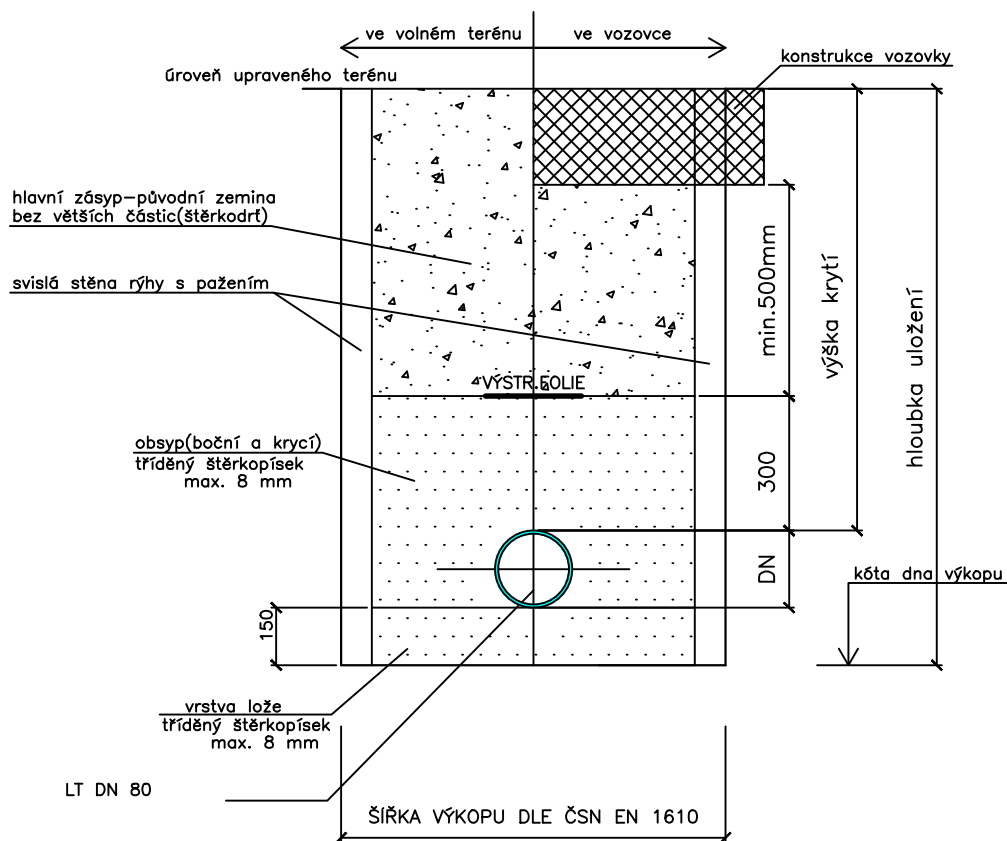 ve volném terénu
ve vozovce
konstrukce vozovky
úroveň upraveného terénu
hlavní zásyp–původní zemina
bez větších částic(štěrkodrť)
svislá stěna rýhy s pažením
min.500mm
výška krytí
hloubka uložení
VÝSTR.FOLIE
obsyp(boční a krycí)
tříděný štěrkopísek
max. 8 mm
300
DN
kóta dna výkopu
150
vrstva lože
tříděný štěrkopísek
max. 8 mm
LT DN 80
ŠÍŘKA VÝKOPU DLE ČSN EN 1610